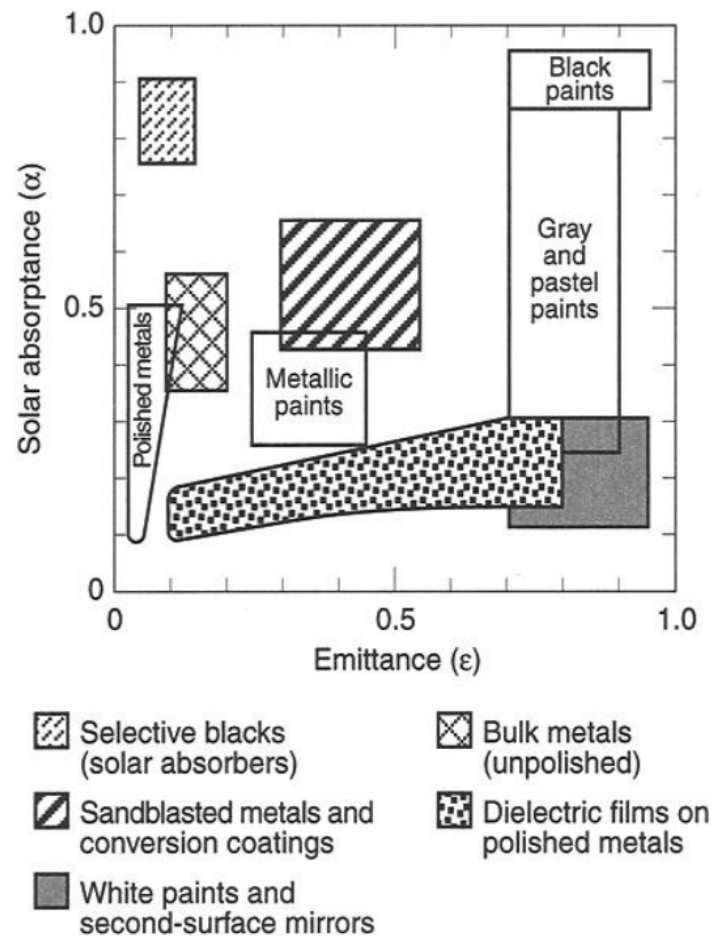 1.0
Black
paints
Solar absorptance (α)
Gray
and
pastel
paints
0.5
Polished metals
Metallic
paints
0
0
0.5
1.0
Emittance (ε)
Selective blacks
(solar absorbers)
Bulk metals
(unpolished)
Sandblasted metals and
conversion coatings
Dielectric films on
polished metals
White paints and
second-surface mirrors